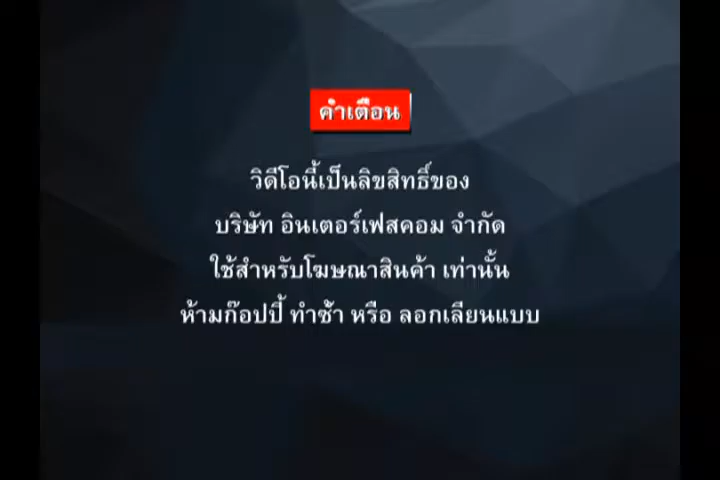 คำเตือน
วิดีโอนี้เป็นลิขสิทธิ์ของ
บริษัท อินเตอร์เฟสคอม จำกัด
ใช้สำหรับโฆษณาสินค้า เท่านั้น
ห้ามก๊อปปี้ ทำซ้ำ หรือ ลอกเลียนแบบ